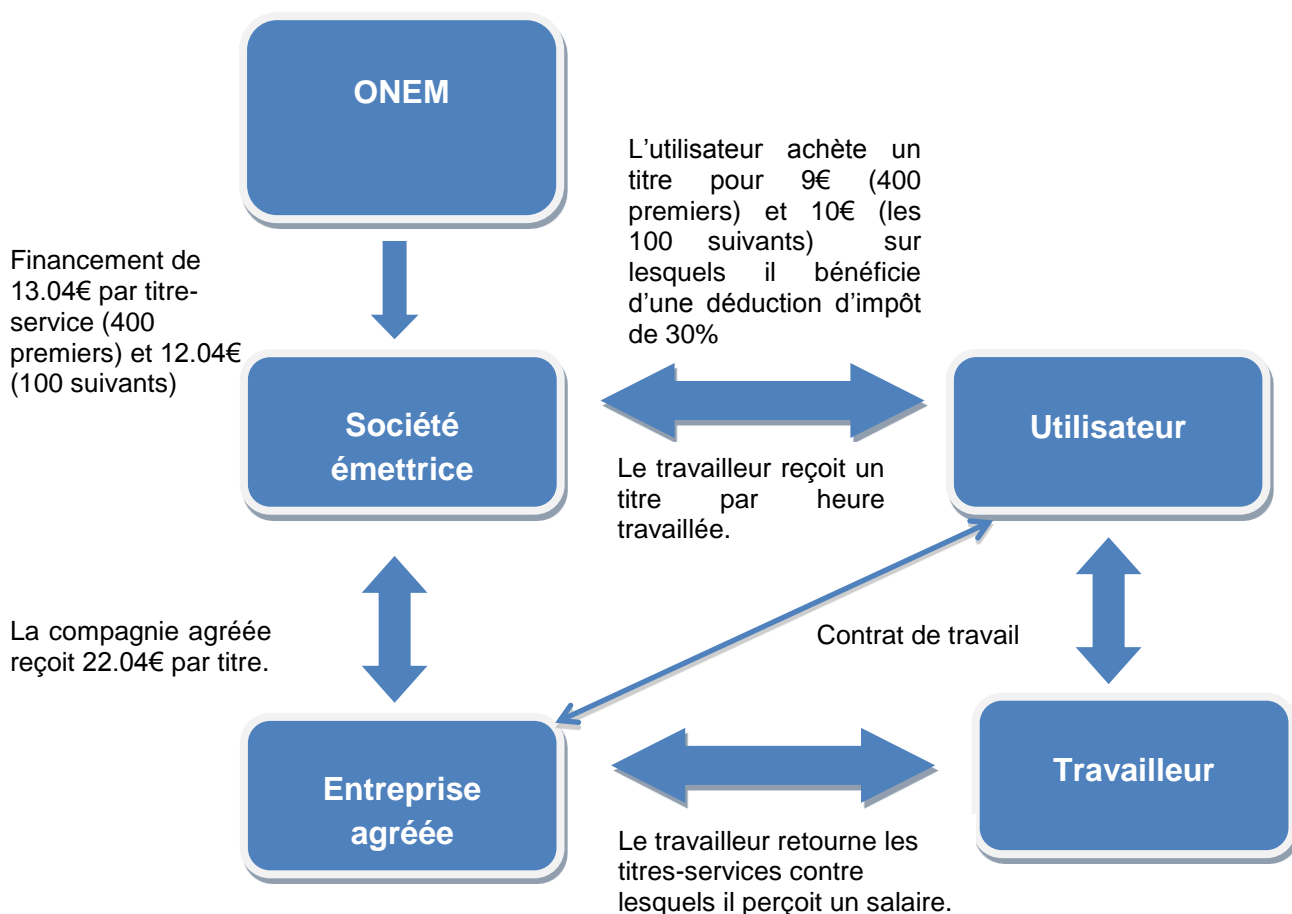 ONEM
L'utilisateur achète un
titre pour 9€ (400
premiers) et 10€ (les
100 suivants) sur
lesquels il bénéficie
d'une déduction d'impôt
de 30%
Financement de
13.04€ par titre-
service (400
premiers) et 12.04€
(100 suivants)
Société
émettrice
Utilisateur
Le travailleur reçoit un
titre par heure
travaillée.
La compagnie agréée
reçoit 22.04€ par titre.
Contrat de travail
Entreprise
agréée
Travailleur
Le travailleur retourne les
titres-services contre
lesquels il perçoit un salaire.